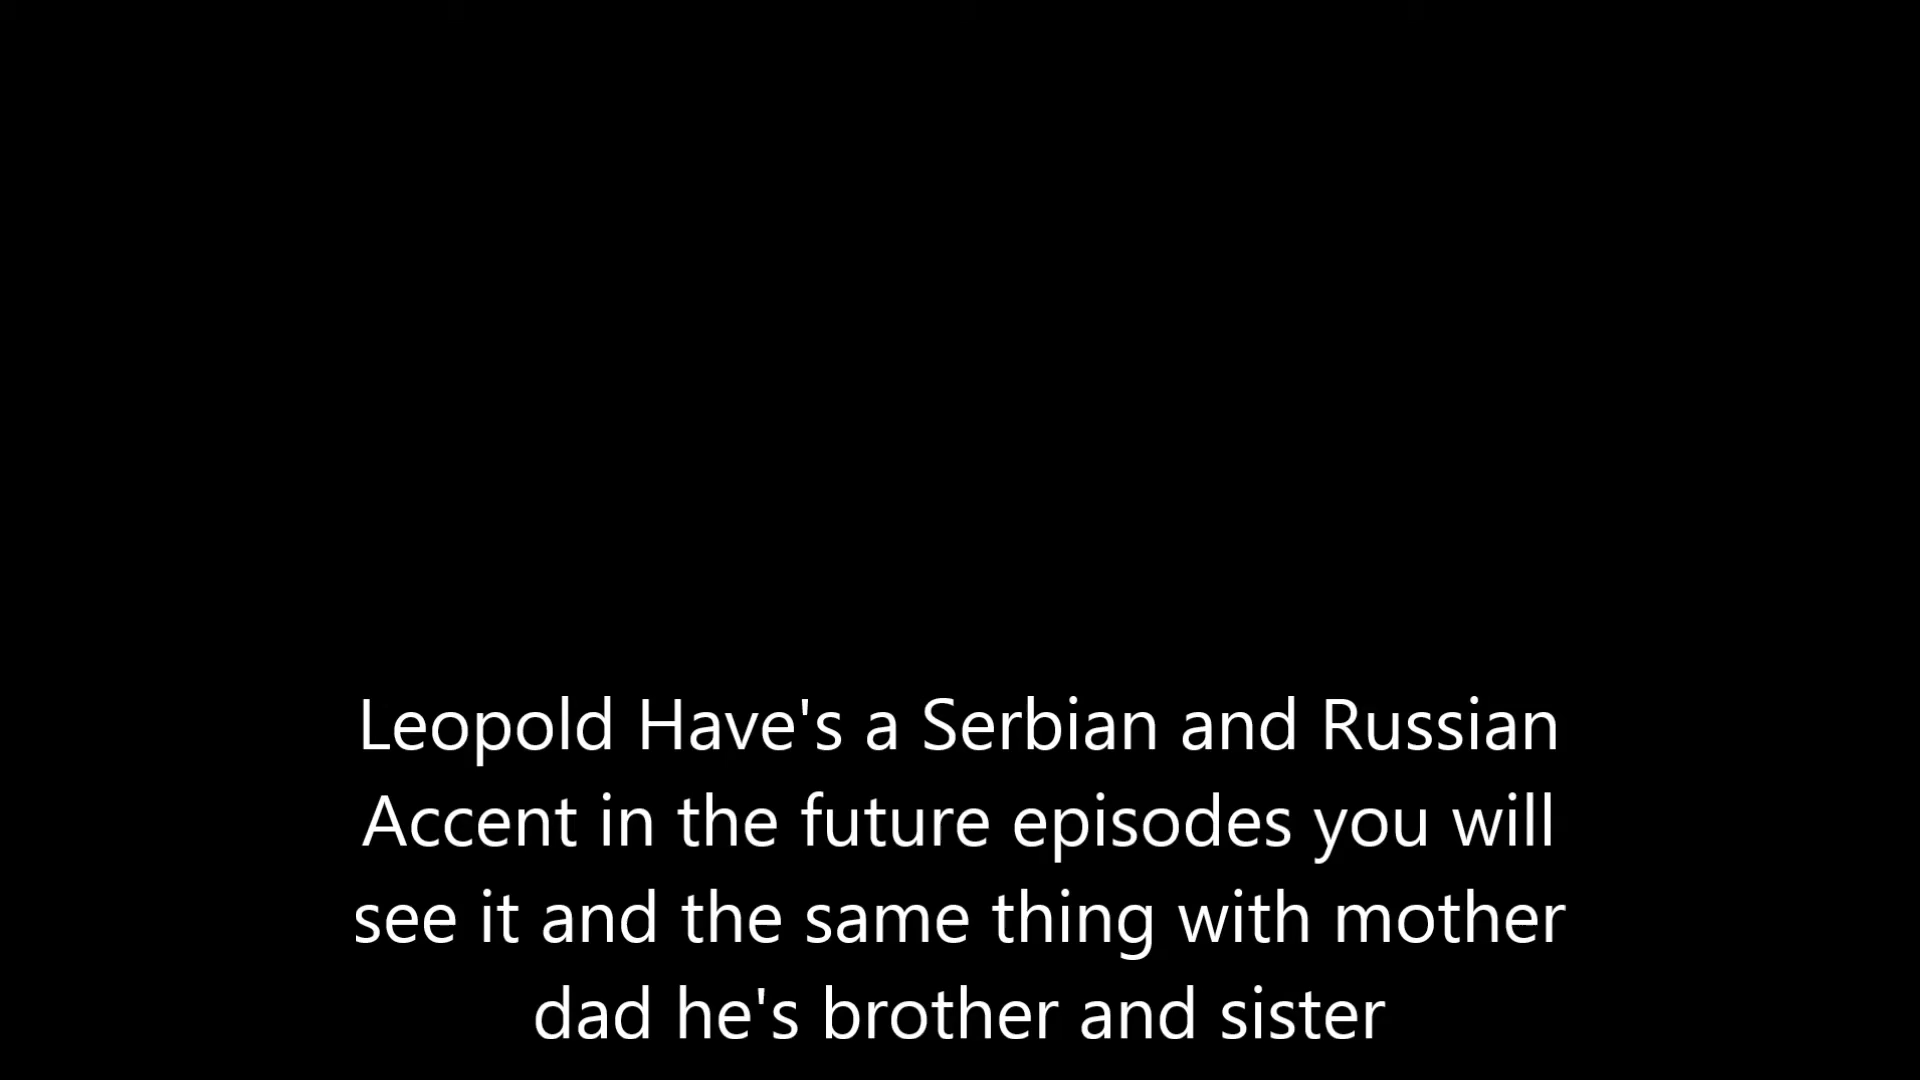 Leopold Have's a Serbian and Russian
Accent in the future episodes you will
see it and the same thing with mother
dad he's brother and sister